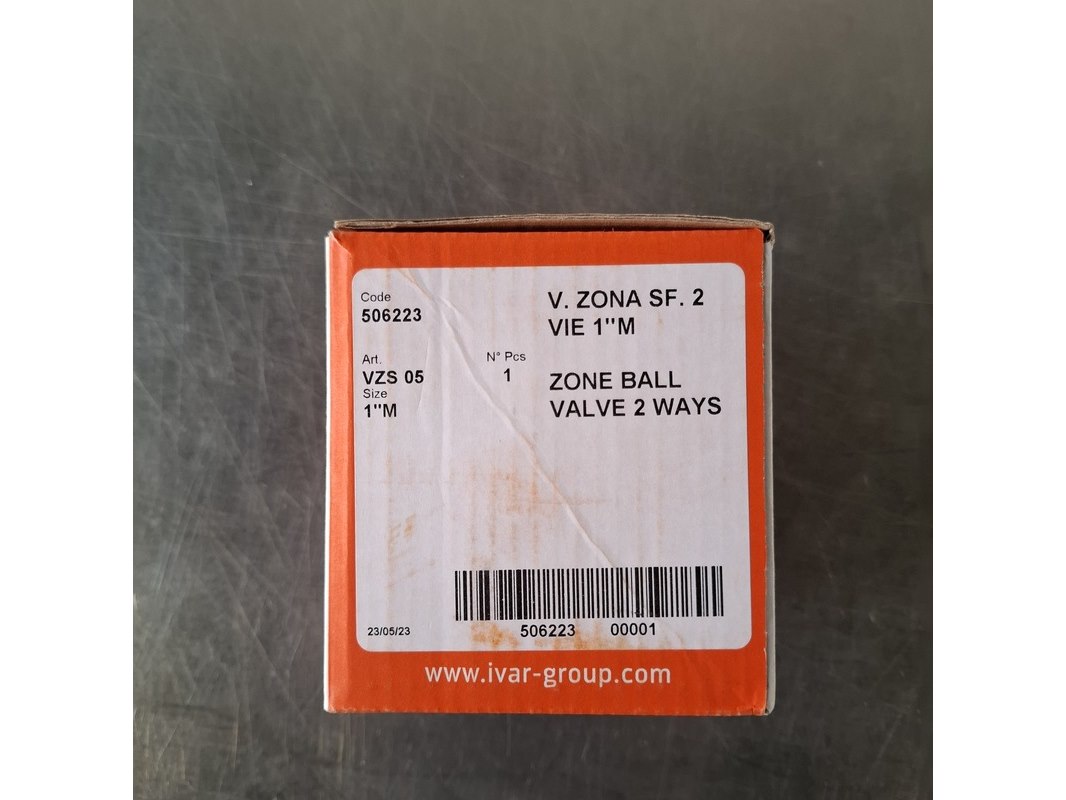 Code
506223
V. ZONA SF. 2
VIE 1"M
Art.
VZS 05
N° Pcs
1
Size
1"M
ZONE BALL
VALVE 2 WAYS
23/05/23
506223 00001
www.ivar-group.com